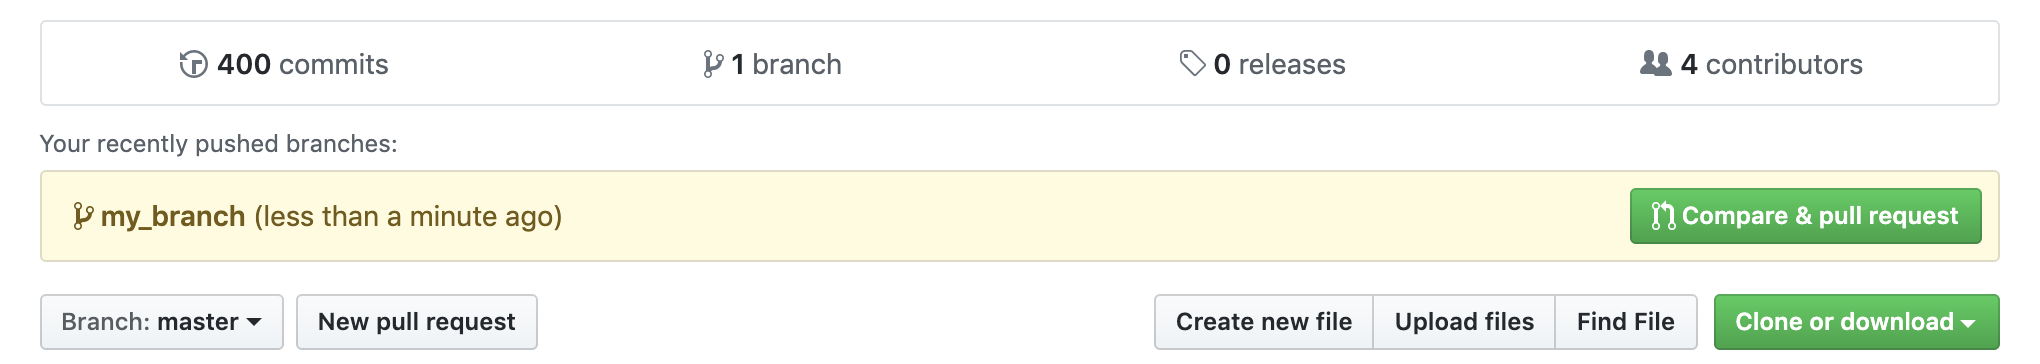 400 commits 1 branch 0 releases 4 contributors
Your recently pushed branches:
my_branch (less than a minute ago) Compare & pull request
Branch: master New pull request Create new file Upload files Find File Clone or download